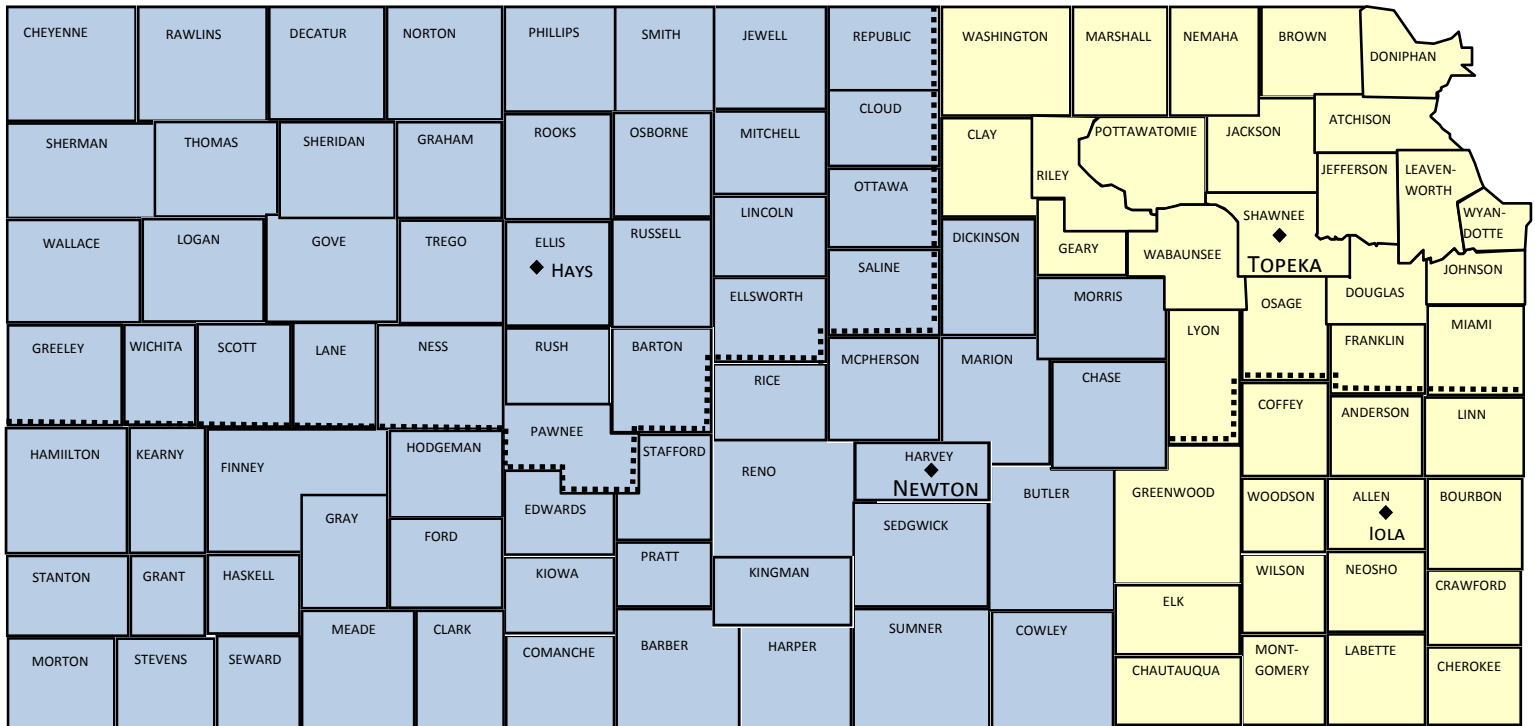 CHEYENNE
RAWLINS
DECATUR
NORTON
PHILLIPS
SMITH
JEWELL
REPUBLIC
WASHINGTON
MARSHALL
NEMAHA
BROWN
DONIPHAN
CLOUD
SHERMAN
THOMAS
SHERIDAN
GRAHAM
ROOKS
OSBORNE
MITCHELL
CLAY
RILEY
POTTAWATOMIE
JACKSON
ATCHISON
OTTAWA
JEFFERSON
LEAVEN-
WORTH
WYAN-
DOTTE
WALLACE
LOGAN
GOVE
TREGO
ELLIS
HAYS
RUSSELL
LINCOLN
SALINE
DICKINSON
GEARY
WABAUNSEE
SHAWNEE
TOPEKA
DOUGLAS
JOHNSON
ELLSWORTH
MORRIS
LYON
OSAGE
FRANKLIN
MIAMI
GREELEY
WICHITA
SCOTT
LANE
NESS
RUSH
BARTON
RICE
MCPHERSON
MARION
CHASE
COFFEY
ANDERSON
LINN
HAMIILTON
KEARNY
FINNEY
HODGEMAN
PAWNEE
STAFFORD
RENO
HARVEY
NEWTON
BUTLER
GREENWOOD
WOODSON
ALLEN
IOLA
BOURBON
GRAY
FORD
EDWARDS
SEDGWICK
STANTON
GRANT
HASKELL
KIOWA
PRATT
KINGMAN
ELK
WILSON
NEOSHO
CRAWFORD
MORTON
STEVENS
SEWARD
MEADE
CLARK
COMANCHE
BARBER
HARPER
SUMNER
COWLEY
CHAUTAUQUA
MONT-
GOMERY
LABETTE
CHEROKEE